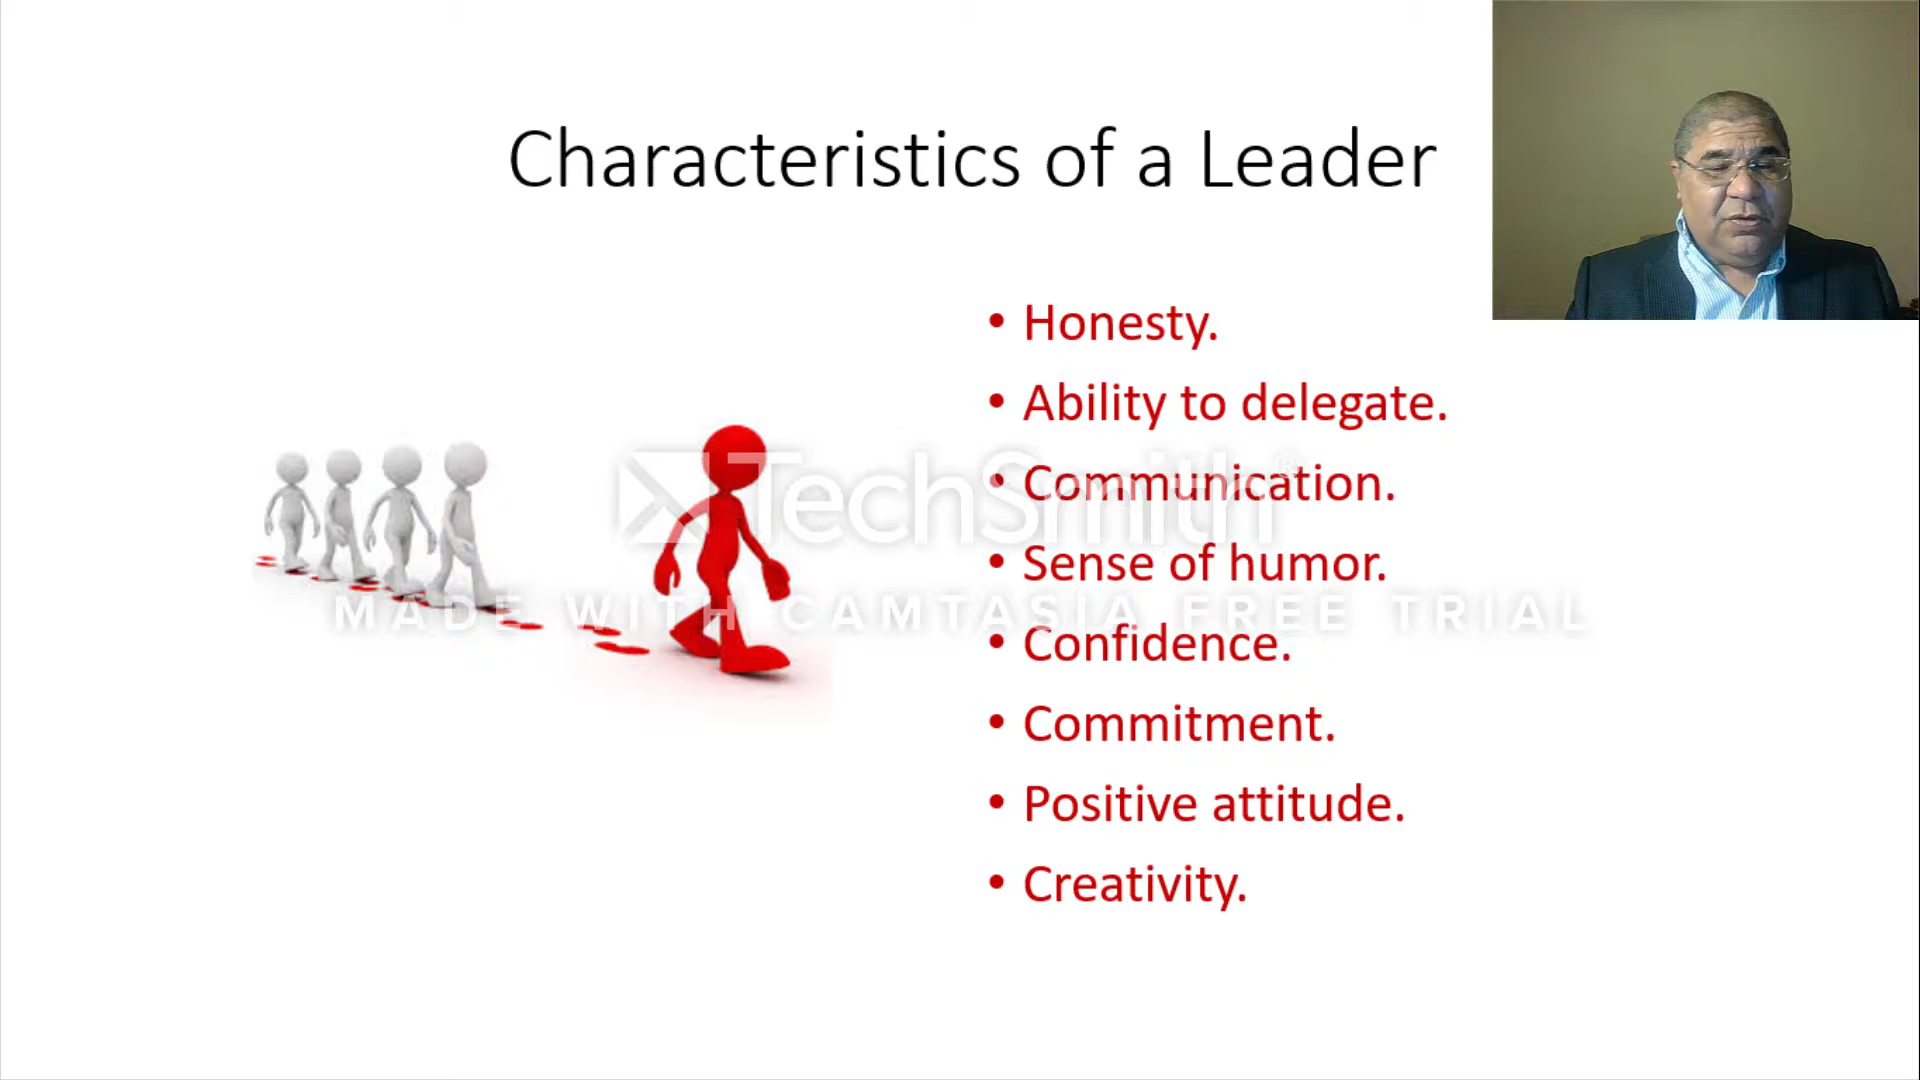 Characteristics of a Leader
• Honesty.
• Ability to delegate.
• Communication.
• Sense of humor.
• Confidence.
• Commitment.
• Positive attitude.
• Creativity.
TechSmith®
MADE WITH CAMTASIA FREE TRIAL